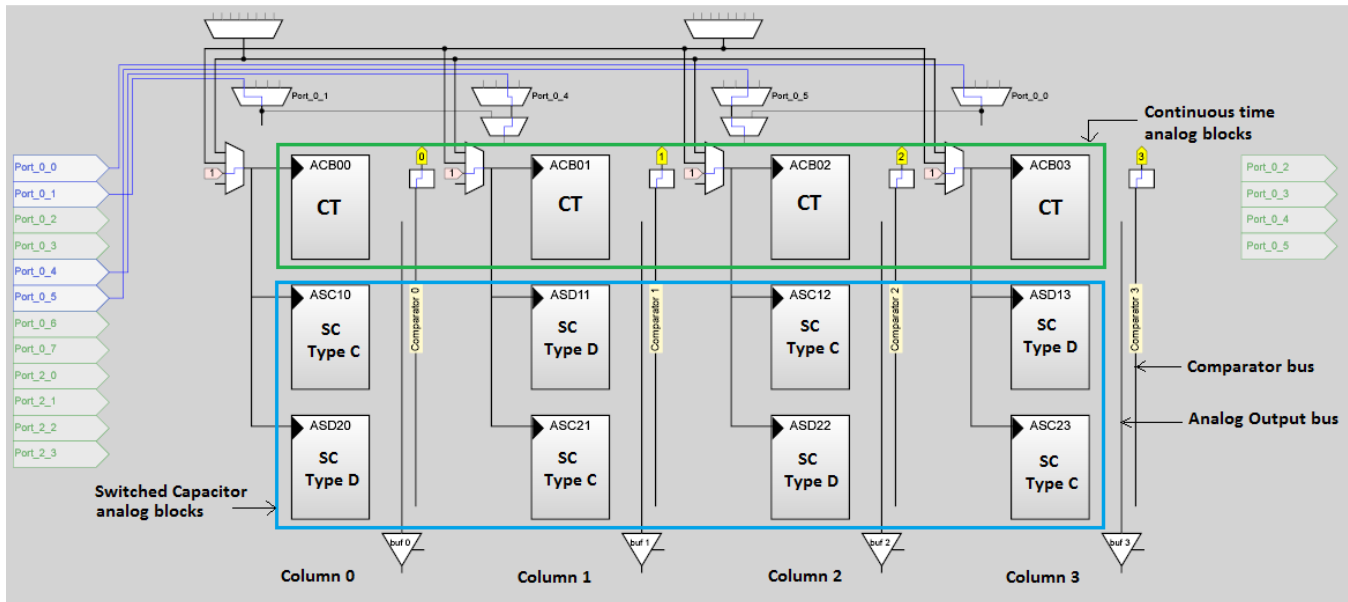 Port_0_1
Port_0_4
Port_0_5
Port_0_0
Continuous time
analog blocks
Port_0_0
Port_0_1
Port_0_2
Port_0_3
Port_0_4
Port_0_5
Port_0_6
Port_0_7
Port_2_0
Port_2_1
Port_2_2
Port_2_3
1
ACB00
CT
0
1
ACB01
CT
1
1
ACB02
CT
2
1
ACB03
CT
3
Port_0_2
Port_0_3
Port_0_4
Port_0_5
ASC10
SC
Type C
Comparator 0
ASD11
SC
Type D
Comparator 1
ASC12
SC
Type C
Comparator 2
ASD13
SC
Type D
Comparator 3
Comparator bus
Analog Output bus
ASD20
SC
Type D
ASC21
SC
Type C
ASD22
SC
Type D
ASC23
SC
Type C
Switched Capacitor
analog blocks
buf 0
buf 1
buf 2
buf 3
Column 0
Column 1
Column 2
Column 3